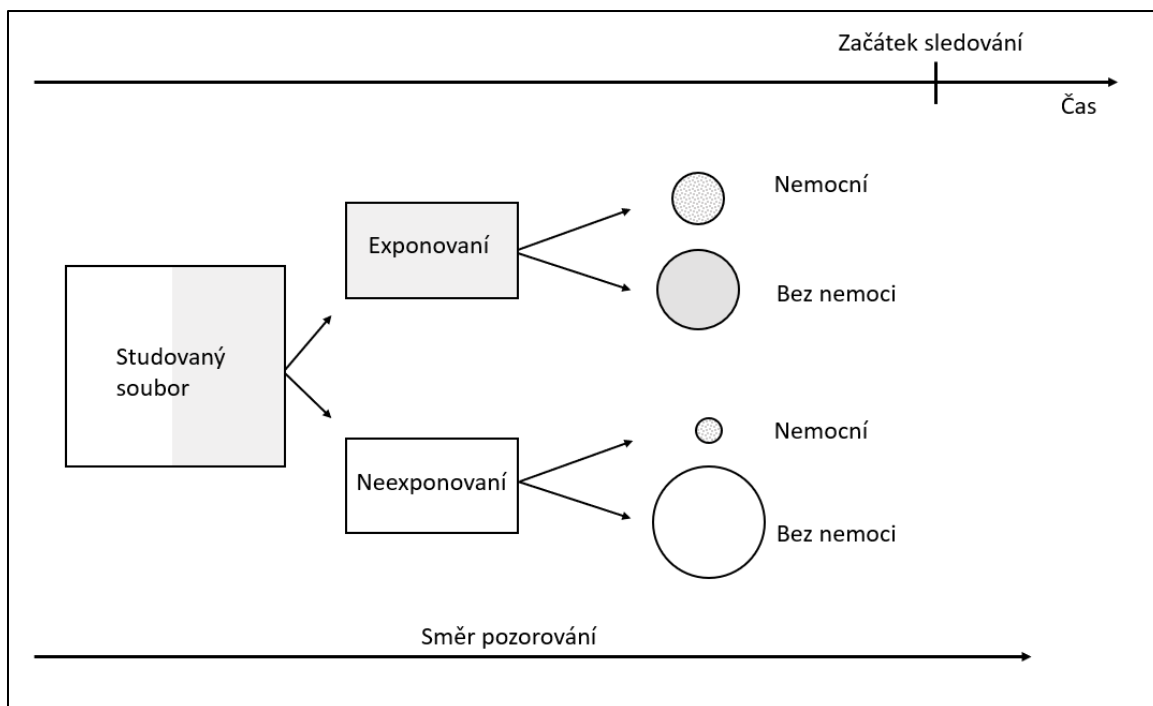 Začátek sledování
Čas
Nemocní
Exponovaní
Bez nemoci
Studovaný
soubor
Nemocní
Neexponovaní
Bez nemoci
Směr pozorování